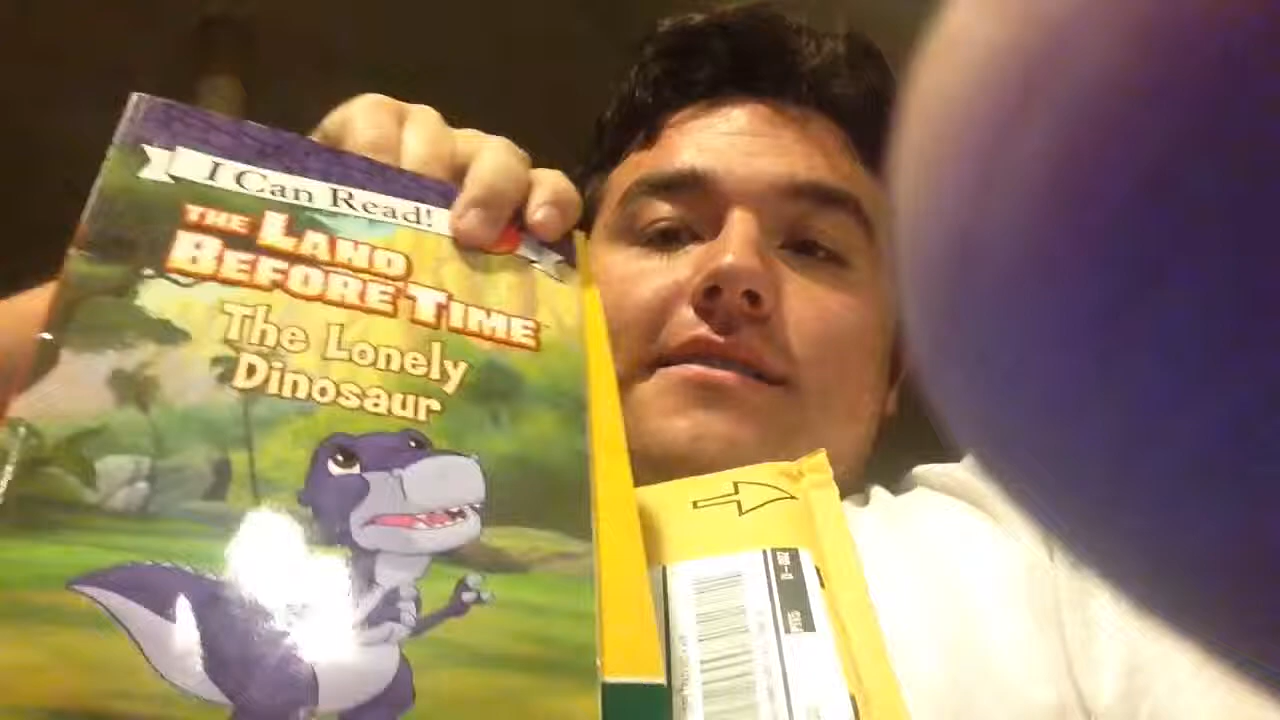 I Can Read!
THE LAND
BEFORE TIME
The Lonely
Dinosaur